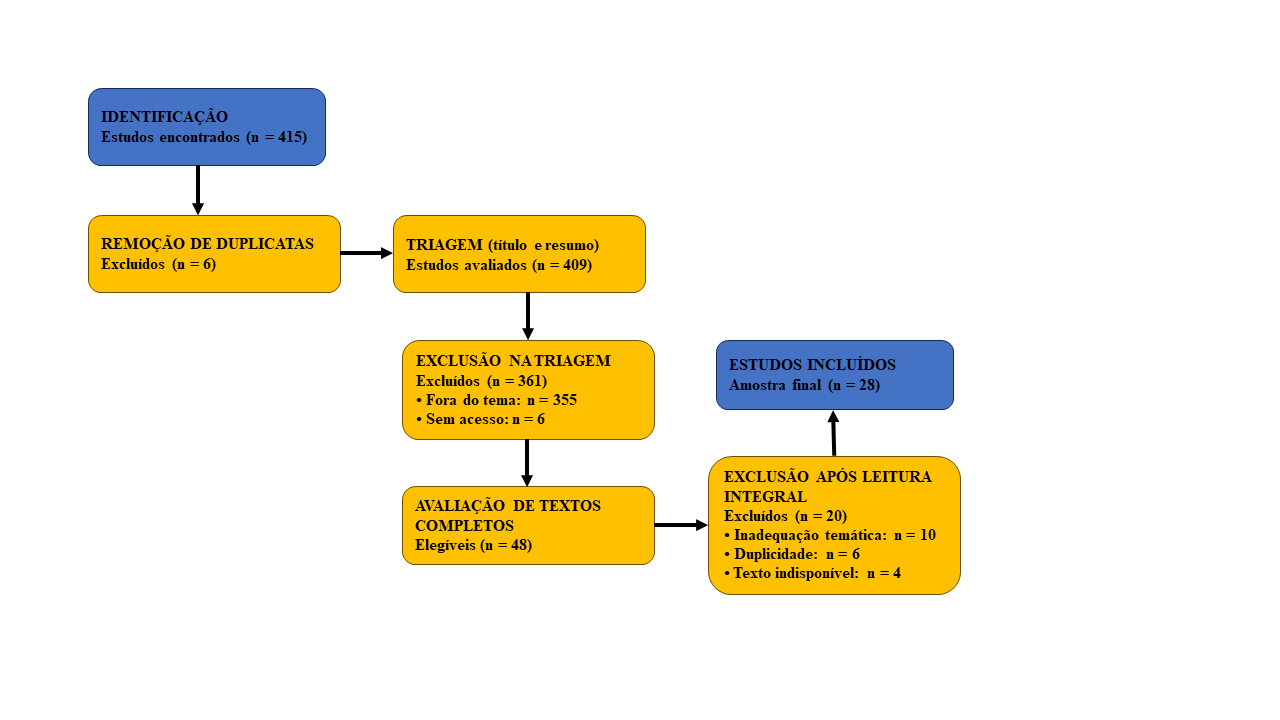 IDENTIFICAÇÃO
Estudos encontrados (n = 415)
REMOÇÃO DE DUPLICATAS
Excluídos (n = 6)
TRIAGEM (título e resumo)
Estudos avaliados (n = 409)
EXCLUSÃO NA TRIAGEM
Excluídos (n = 361)
• Fora do tema: n = 355
• Sem acesso: n = 6
AVALIAÇÃO DE TEXTOS
COMPLETOS
Elegíveis (n = 48)
EXCLUSÃO APÓS LEITURA
INTEGRAL
Excluídos (n = 20)
• Inadequação temática: n = 10
• Duplicidade: n = 6
• Texto indisponível: n = 4
ESTUDOS INCLUÍDOS
Amostra final (n = 28)